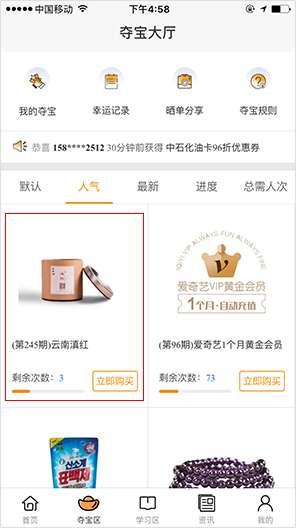 中国移动 下午4:58
夺宝大厅
我的夺宝 幸运记录 晒单分享 夺宝规则
恭喜 158****2512 30分钟前获得 中石化油卡96折优惠券
默认 人气 最新 进度 总需人次
IQIYI VIP ALWAYS FUN ALWAYS FINE
V
爱奇艺VIP黄金会员
1个月·自动充值
(第245期)云南滇红 (第96期)爱奇艺1个月黄金会员
剩余次数: 3 立即购买 剩余次数: 73 立即购买
산소계
표백제
首页 夺宝区 学习区 资讯 我的